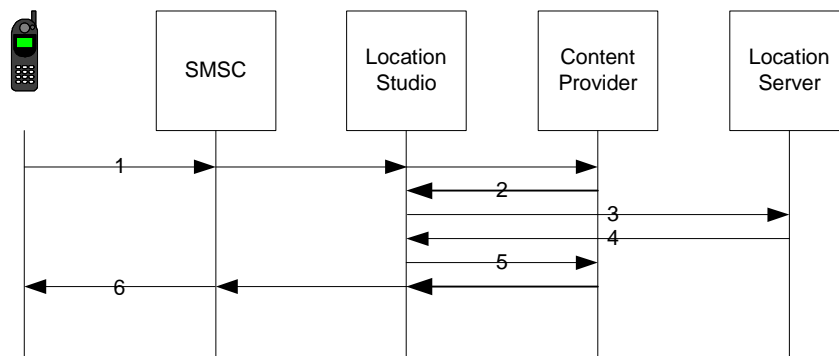 SMSC
Location
Studio
Content
Provider
Location
Server
1
2
3
4
5
6